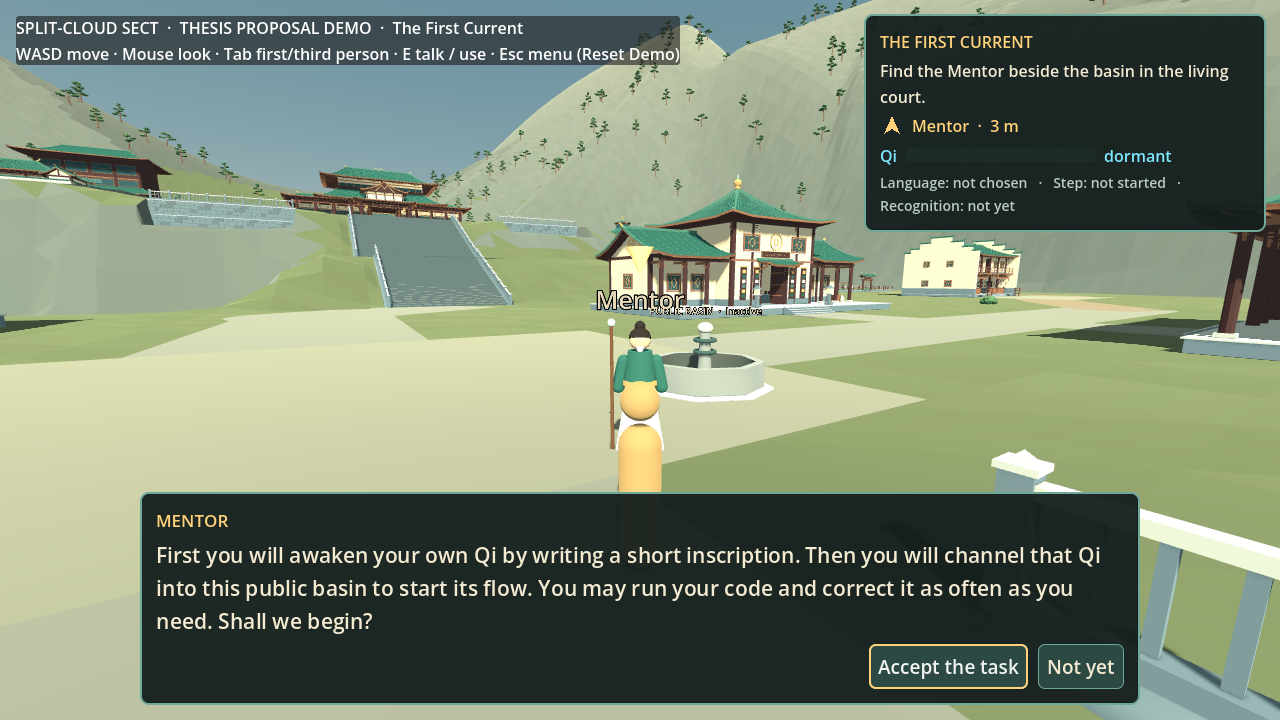 SPLIT-CLOUD SECT · THESIS PROPOSAL DEMO · The First Current
WASD move · Mouse look · Tab first/third person · E talk / use · Esc menu (Reset Demo)
THE FIRST CURRENT
Find the Mentor beside the basin in the living
court.
Mentor · 3 m
Qi dormant
Language: not chosen · Step: not started ·
Recognition: not yet
Mentor
BASIN · Inactive
MENTOR
First you will awaken your own Qi by writing a short inscription. Then you will channel that Qi
into this public basin to start its flow. You may run your code and correct it as often as you
need. Shall we begin?
Accept the task
Not yet